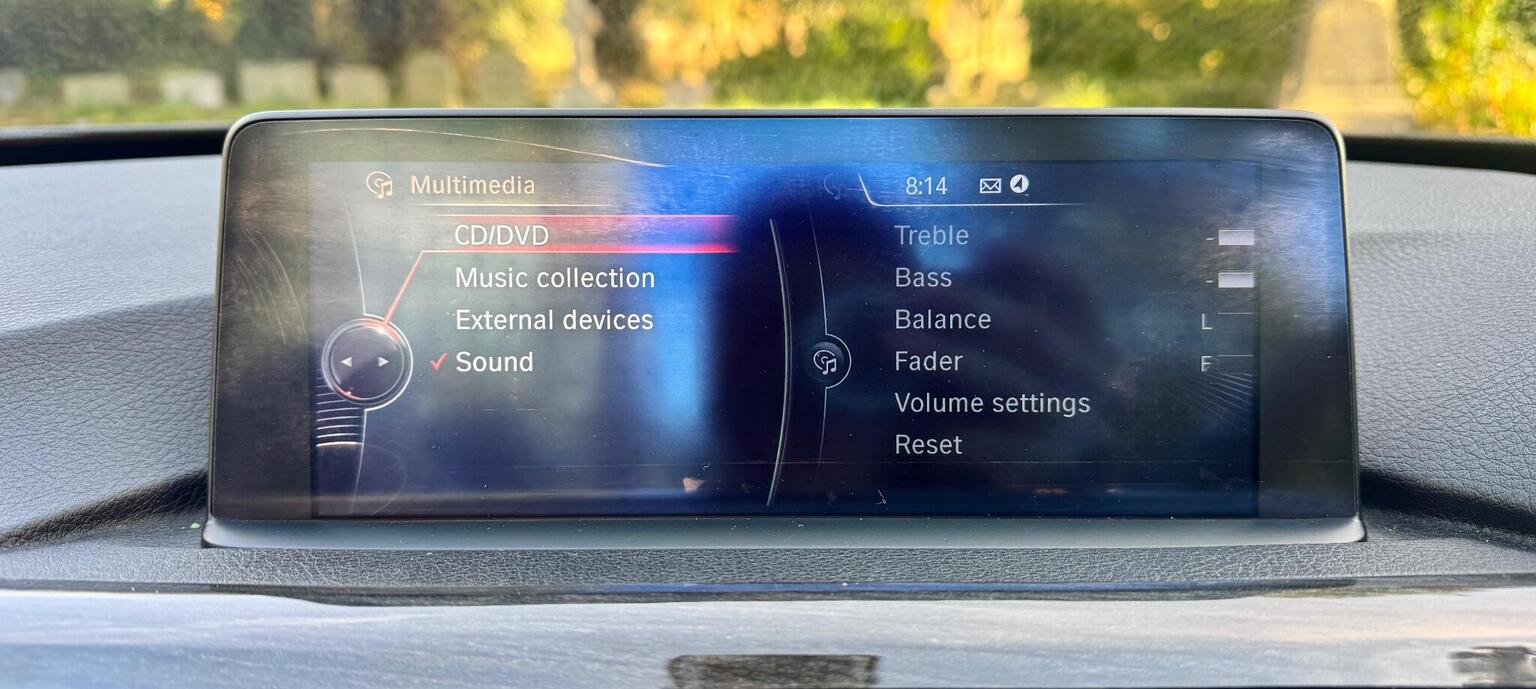 Multimedia
CD/DVD
Music collection
External devices
Sound
8:14
Treble -
Bass -
Balance L
Fader F
Volume settings
Reset